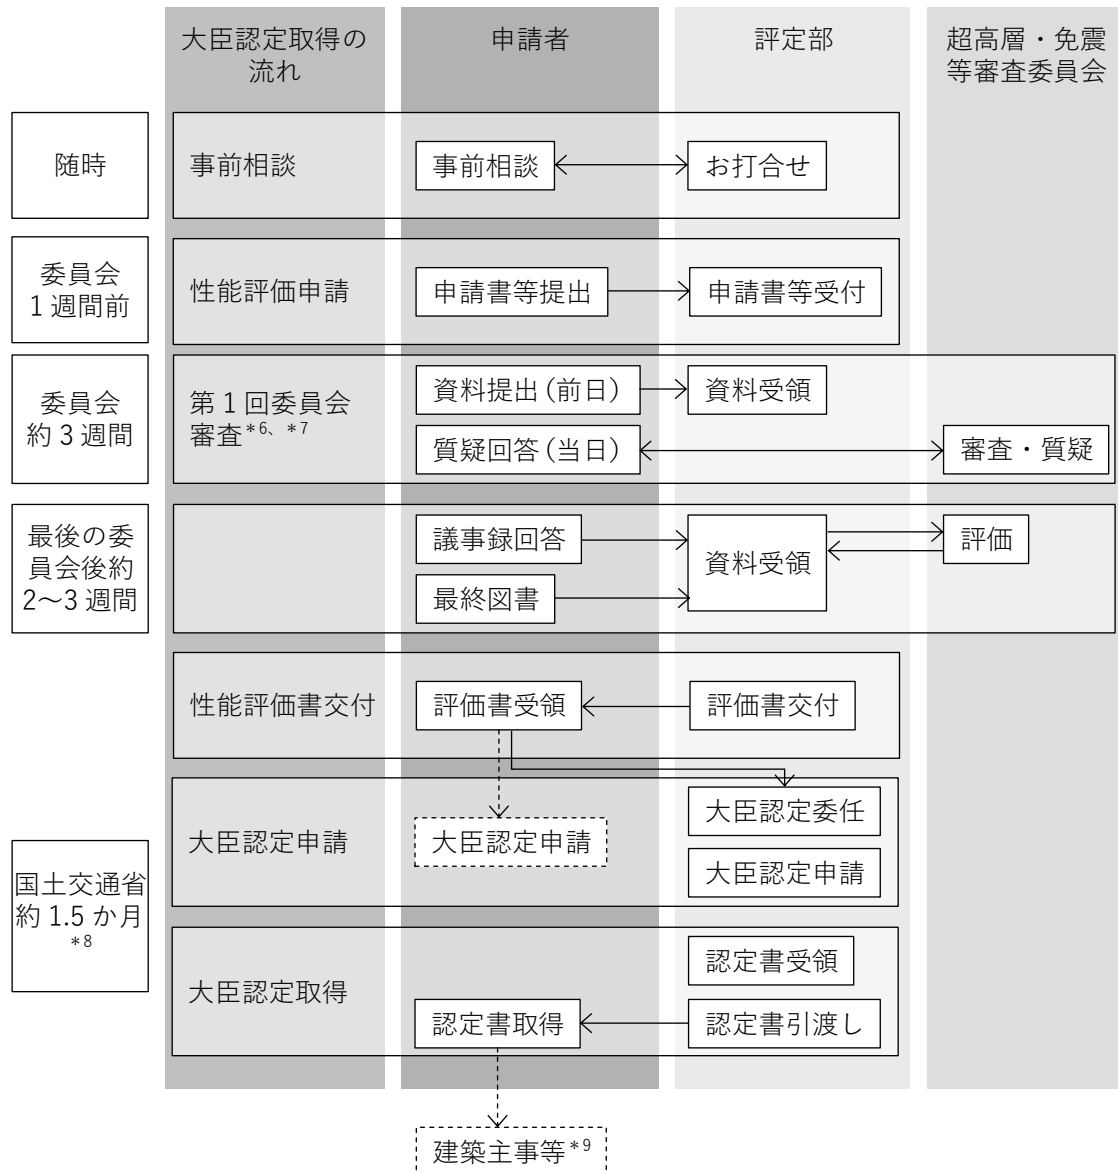 大臣認定取得の
流れ
申請者
評定部
超高層・免震
等審査委員会
随時
事前相談
事前相談
お打合せ
委員会
1週間前
性能評価申請
申請書等提出
申請書等受付
委員会
約3週間
第1回委員会
審査*6、*7
資料提出(前日)
資料受領
質疑回答(当日)
審査・質疑
最後の委
員会後約
2〜3週間
議事録回答
最終図書
資料受領
評価
性能評価書交付
評価書受領
評価書交付
国土交通省
約1.5か月
*8
大臣認定申請
大臣認定申請
大臣認定委任
大臣認定申請
大臣認定取得
認定書受領
認定書取得
認定書引渡し
建築主事等*9